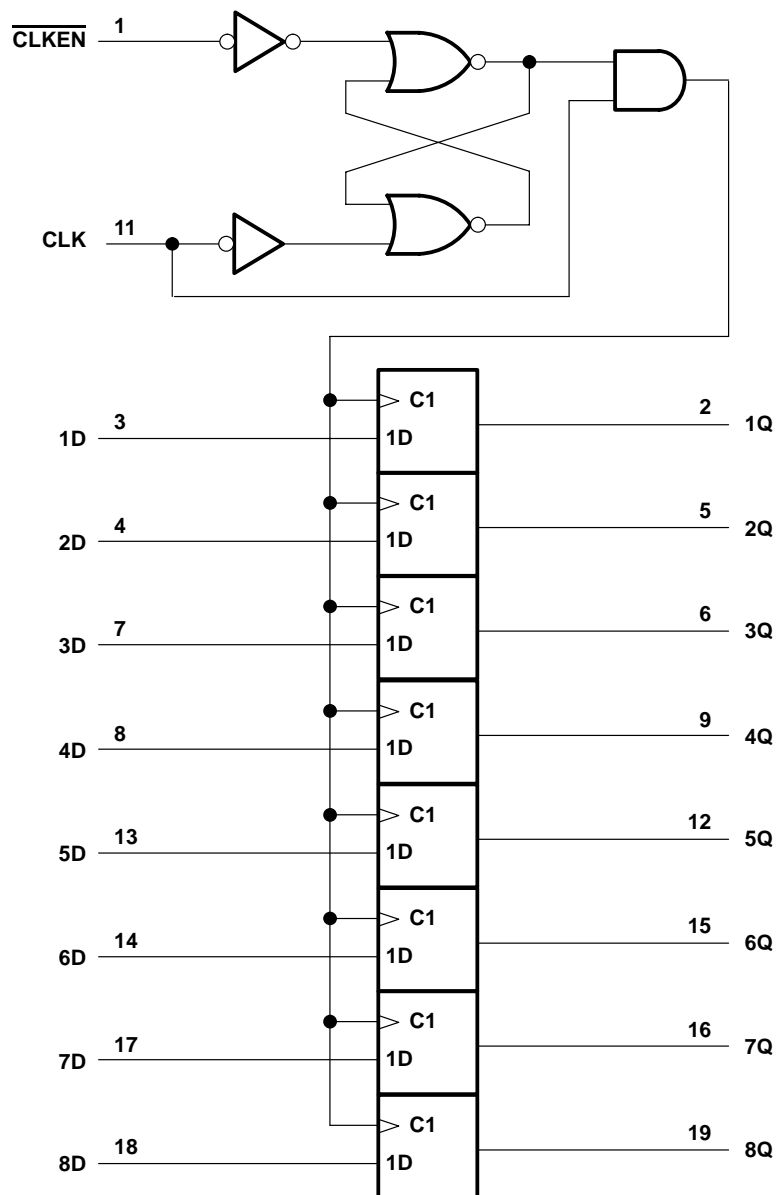 CLKEN 1
CLK 11
C1
1D 3 1D 2 1Q
C1
2D 4 1D 5 2Q
C1
3D 7 1D 6 3Q
C1
4D 8 1D 9 4Q
C1
5D 13 1D 12 5Q
C1
6D 14 1D 15 6Q
C1
7D 17 1D 16 7Q
C1
8D 18 1D 19 8Q